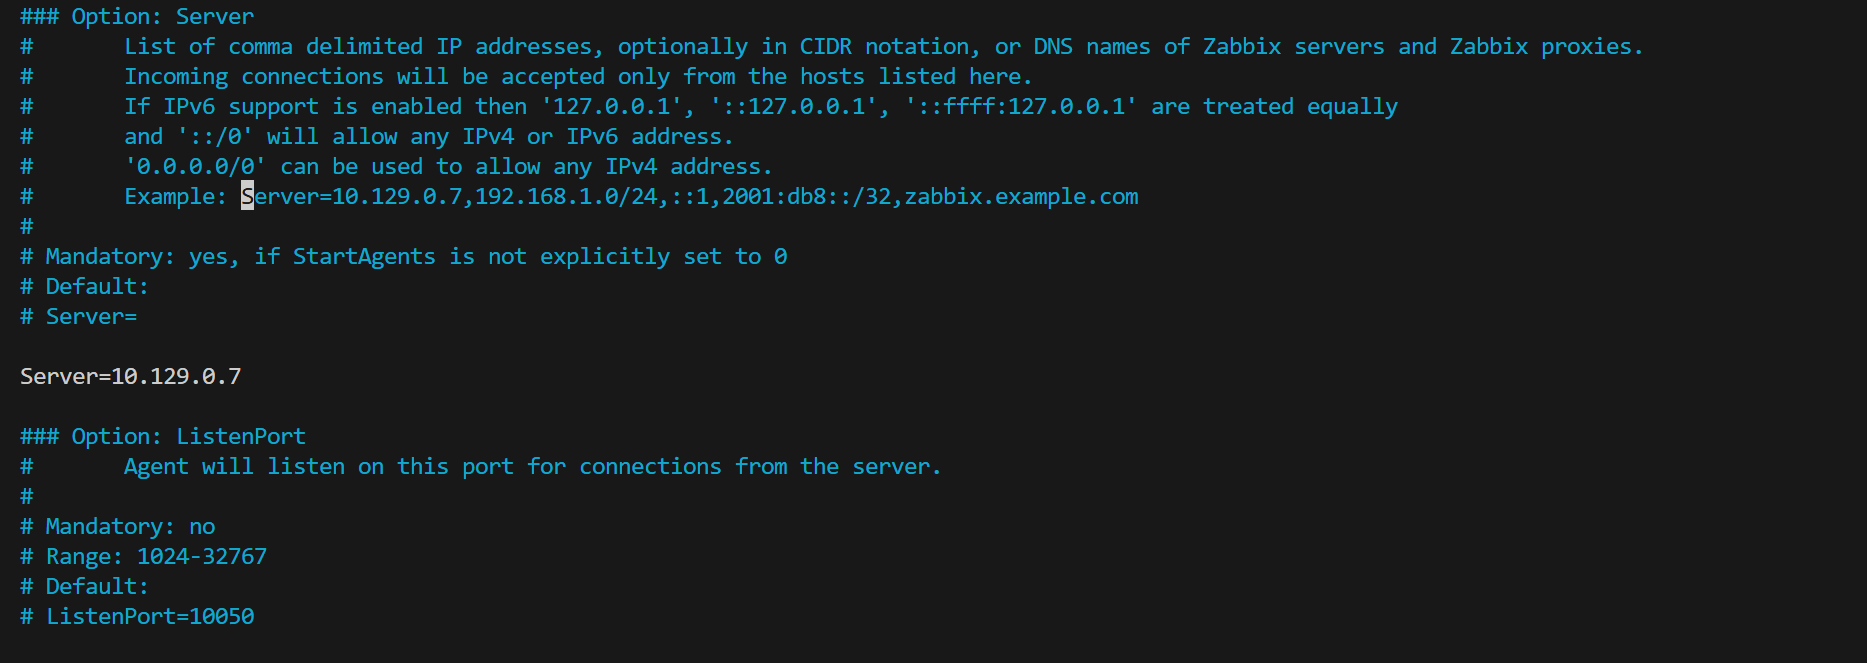 ### Option: Server
#       List of comma delimited IP addresses, optionally in CIDR notation, or DNS names of Zabbix servers and Zabbix proxies.
#       Incoming connections will be accepted only from the hosts listed here.
#       If IPv6 support is enabled then '127.0.0.1', '::127.0.0.1', '::ffff:127.0.0.1' are treated equally
#       and '::/0' will allow any IPv4 or IPv6 address.
#       '0.0.0.0/0' can be used to allow any IPv4 address.
#       Example: Server=10.129.0.7,192.168.1.0/24,::1,2001:db8::/32,zabbix.example.com
#
# Mandatory: yes, if StartAgents is not explicitly set to 0
# Default:
# Server=

Server=10.129.0.7

### Option: ListenPort
#       Agent will listen on this port for connections from the server.
#
# Mandatory: no
# Range: 1024-32767
# Default:
# ListenPort=10050